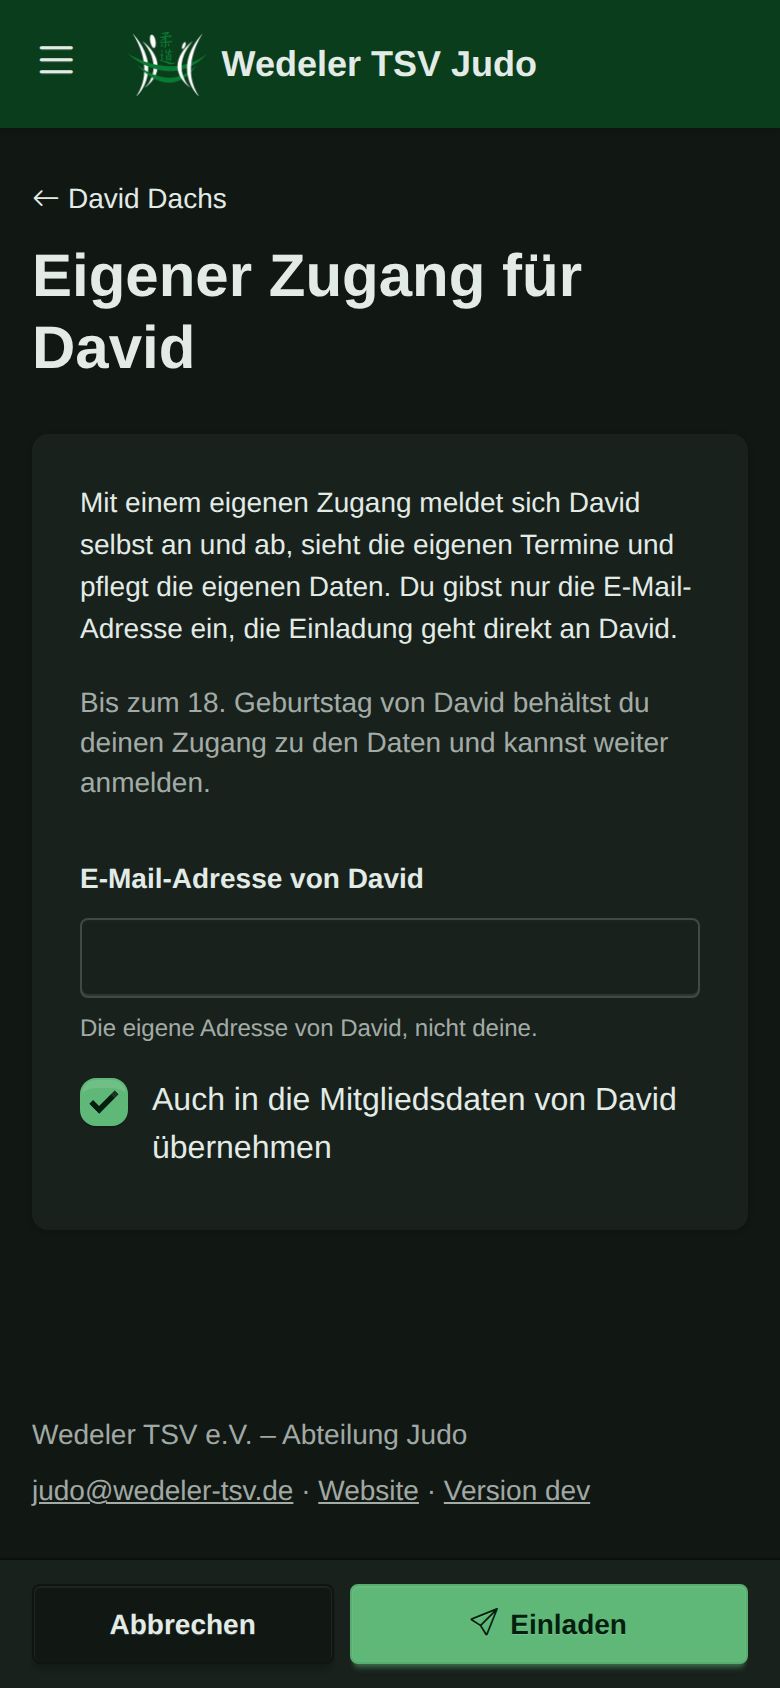 柔道
Wedeler TSV Judo
← David Dachs
Eigener Zugang für
David
Mit einem eigenen Zugang meldet sich David
selbst an und ab, sieht die eigenen Termine und
pflegt die eigenen Daten. Du gibst nur die E-Mail-
Adresse ein, die Einladung geht direkt an David.
Bis zum 18. Geburtstag von David behältst du
deinen Zugang zu den Daten und kannst weiter
anmelden.
E-Mail-Adresse von David
Die eigene Adresse von David, nicht deine.
Auch in die Mitgliedsdaten von David
übernehmen
Wedeler TSV e.V. – Abteilung Judo
judo@wedeler-tsv.de · Website · Version dev
Abbrechen
Einladen